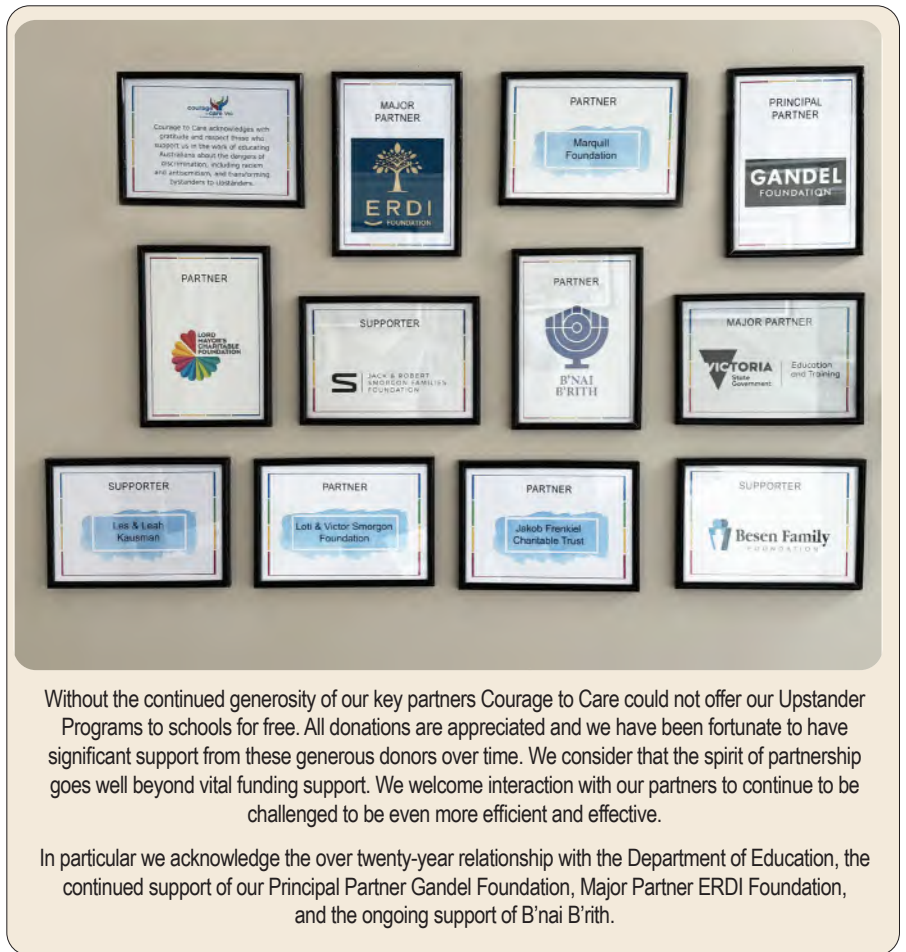 courage
to care VIC
Courage to Care acknowledges with
gratitude and respect those who
support us in the work of educating
Australians about the dangers of
discrimination, including racism
and antisemitism, and transforming
bystanders to upstanders.
MAJOR
PARTNER
ERDI
FOUNDATION
PARTNER
Marquill
Foundation
PRINCIPAL
PARTNER
GANDEL
FOUNDATION
PARTNER
LORD
MAYOR'S
CHARITABLE
FOUNDATION
SUPPORTER
S
JACK & ROBERT
SMORGON FAMILIES
FOUNDATION
PARTNER
B'NAI
B'RITH
MAJOR PARTNER
VICTORIA
State
Government
Education
and Training
SUPPORTER
Les & Leah
Kausman
PARTNER
Loti & Victor Smorgon
Foundation
PARTNER
Jakob Frenkiel
Charitable Trust
SUPPORTER
Besen Family
FOUNDATION
Without the continued generosity of our key partners Courage to Care could not offer our Upstander
Programs to schools for free. All donations are appreciated and we have been fortunate to have
significant support from these generous donors over time. We consider that the spirit of partnership
goes well beyond vital funding support. We welcome interaction with our partners to continue to be
challenged to be even more efficient and effective.
In particular we acknowledge the over twenty-year relationship with the Department of Education, the
continued support of our Principal Partner Gandel Foundation, Major Partner ERDI Foundation,
and the ongoing support of B'nai B'rith.